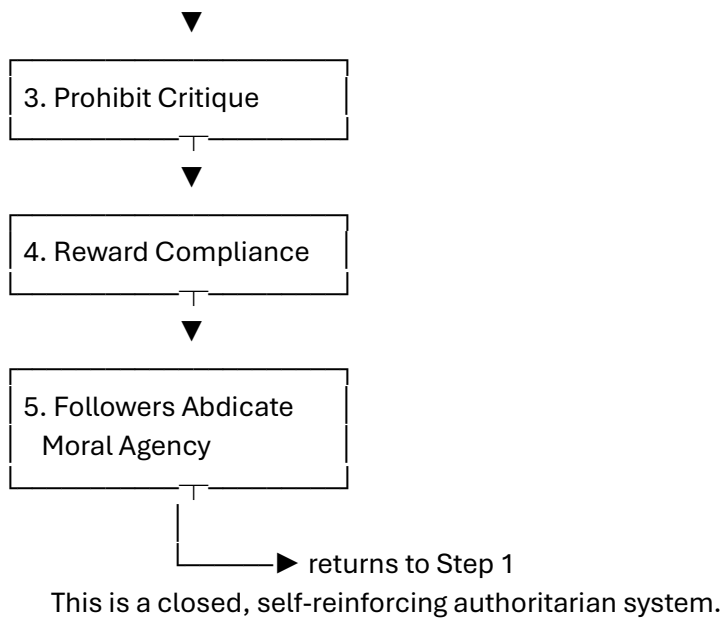 3. Prohibit Critique
4. Reward Compliance
5. Followers Abdicate
Moral Agency
returns to Step 1
This is a closed, self-reinforcing authoritarian system.